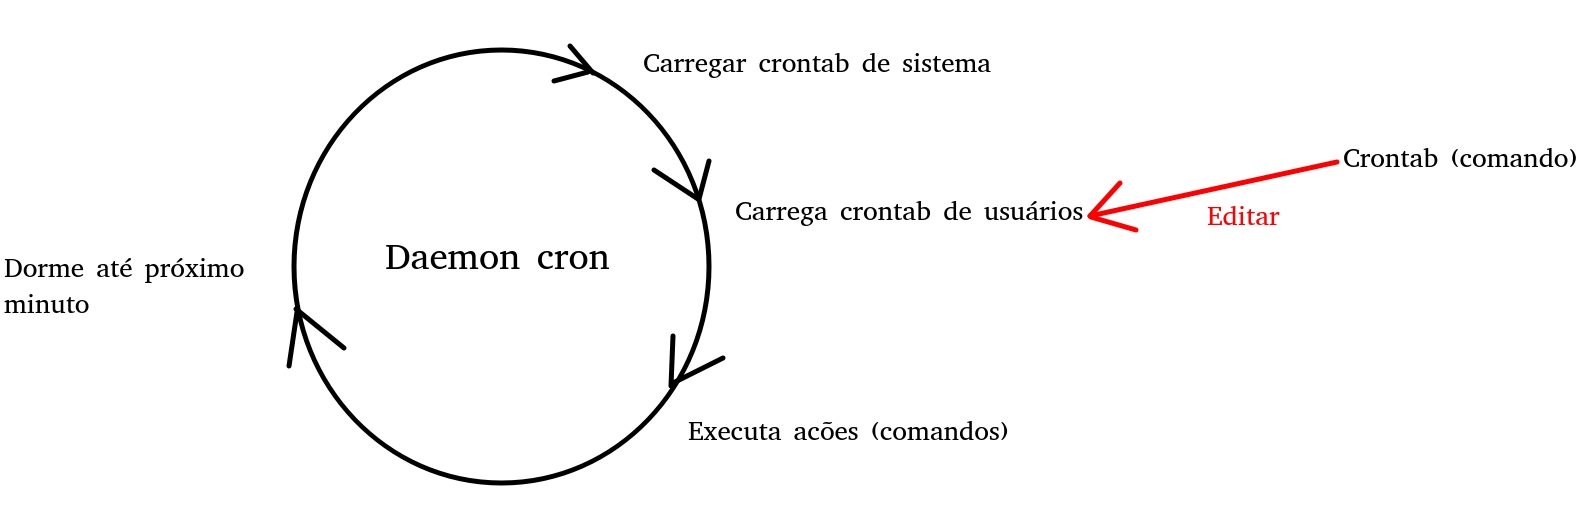 Carregar crontab de sistema
Crontab (comando)
Carrega crontab de usuários
Editar
Daemon cron
Dorme até próximo
minuto
Executa acões (comandos)